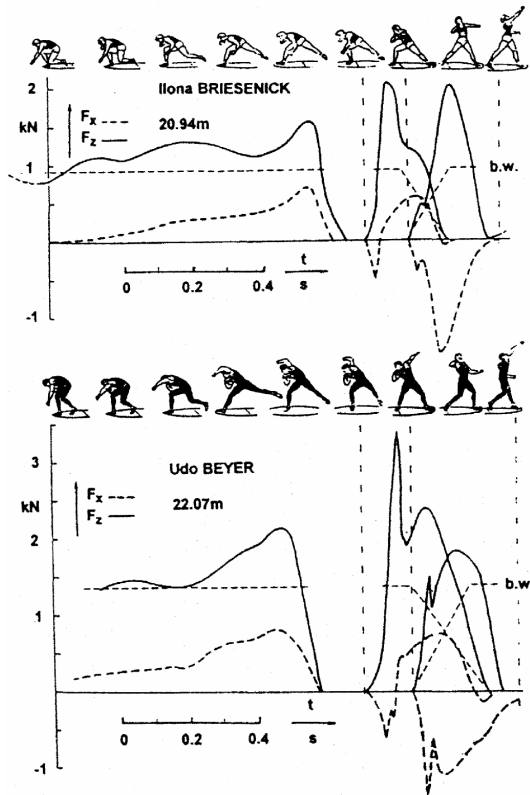 Ilona BRIESENICK
2
kN
Fx
Fz
20.94m
1
b.w.
t
s
0 0.2 0.4
-1
3
Udo BEYER
kN
Fx
Fz
22.07m
2
b.w
1
t
s
0 0.2 0.4
-1